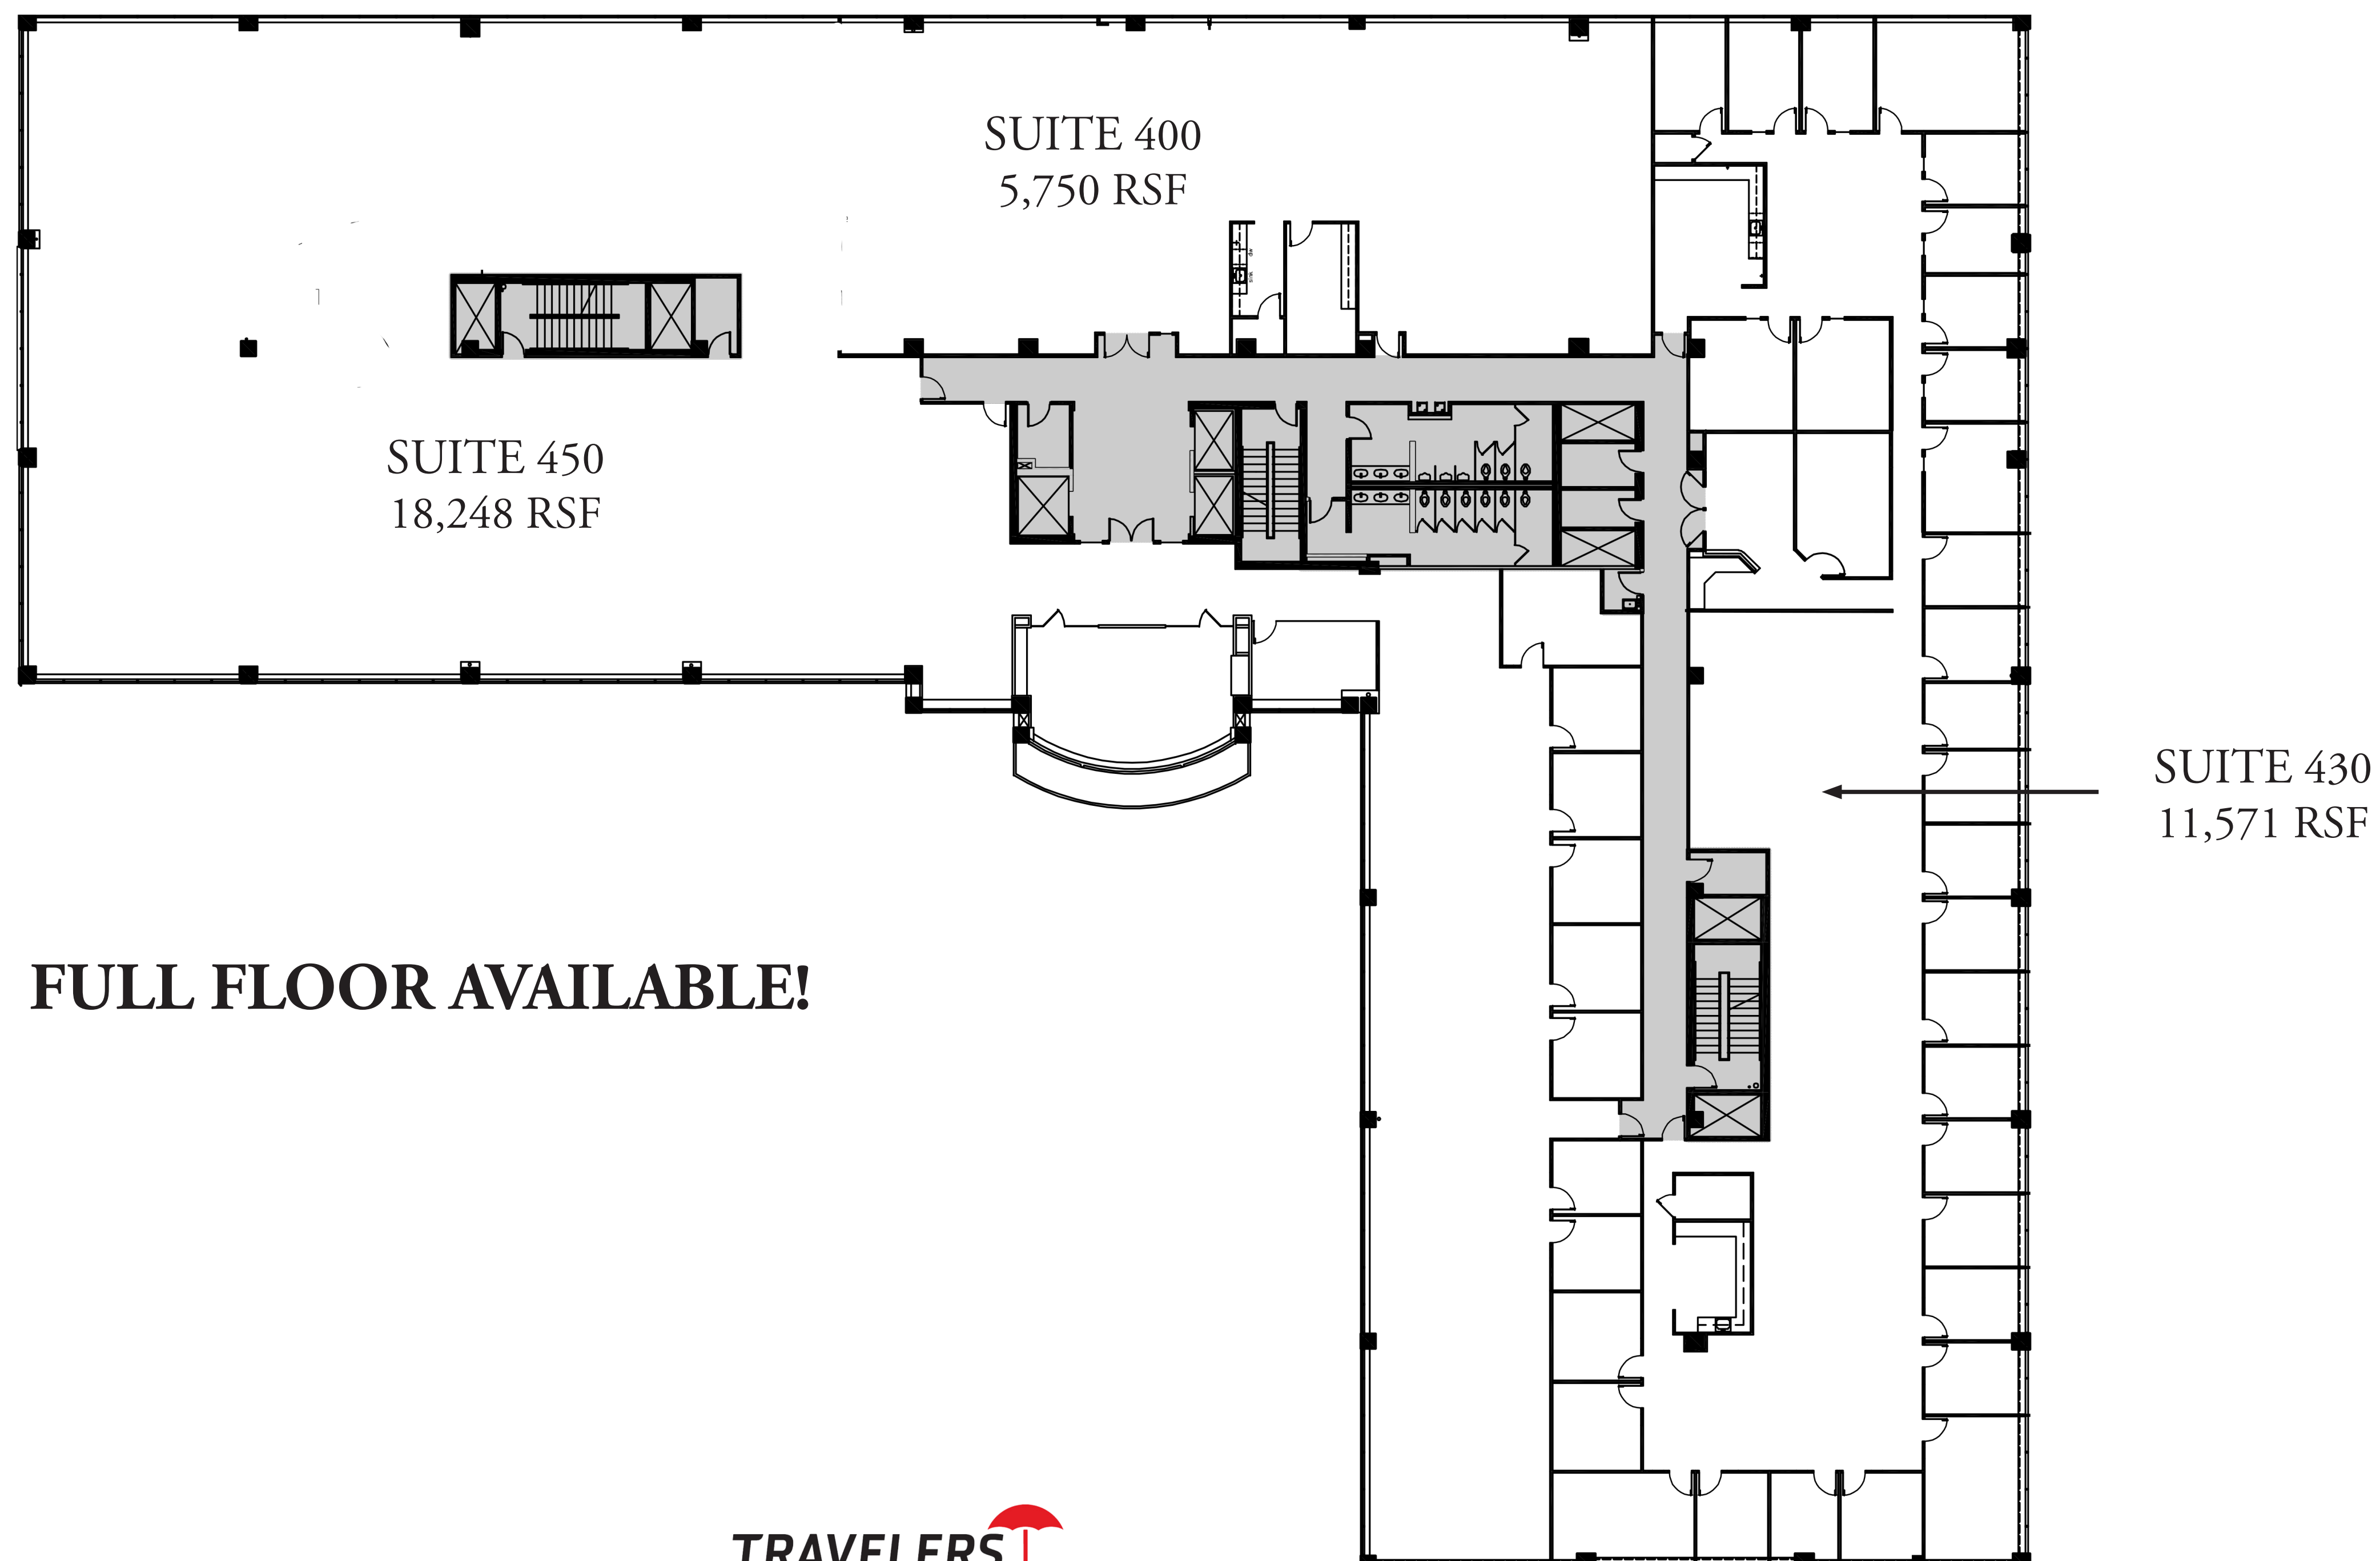 SUITE 400
5,750 RSF
SUITE 450
18,248 RSF
SUITE 430
11,571 RSF
FULL FLOOR AVAILABLE!
TRAVELERS